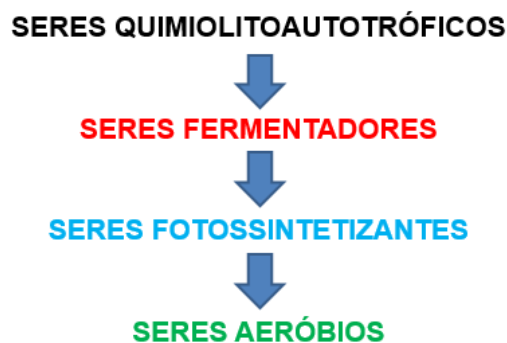 SERES QUIMIOLITOAUTOTRÓFICOS
SERES FERMENTADORES
SERES FOTOSSINTETIZANTES
SERES AERÓBIOS